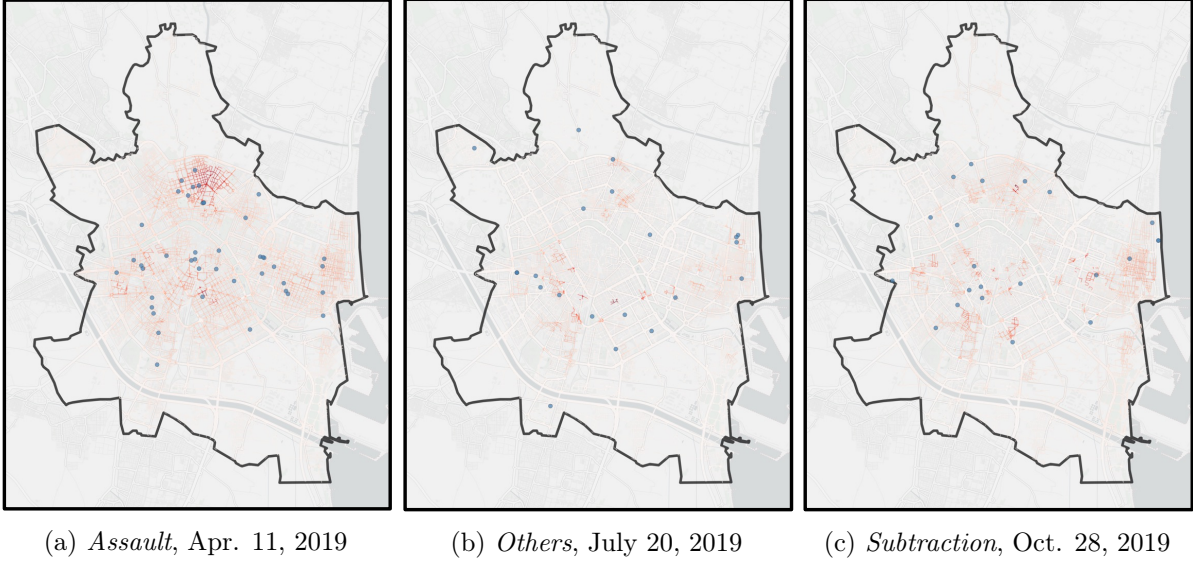 (a) Assault, Apr. 11, 2019
(b) Others, July 20, 2019
(c) Subtraction, Oct. 28, 2019